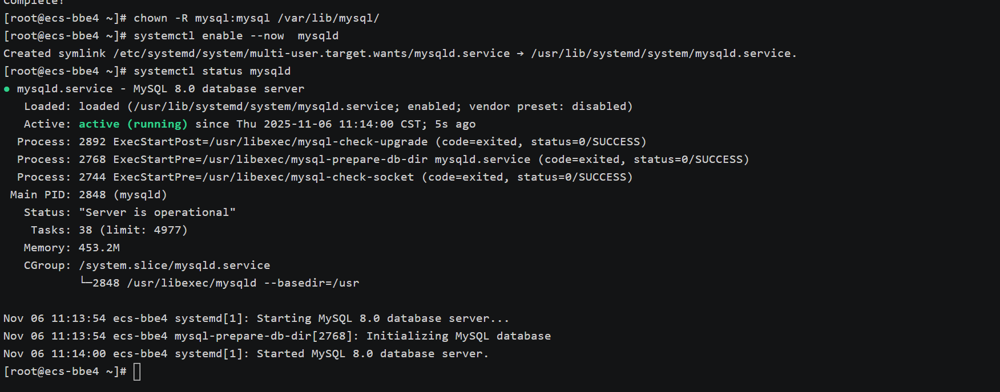 Complete!
[root@ecs-bbe4 ~]# chown -R mysql:mysql /var/lib/mysql/
[root@ecs-bbe4 ~]# systemctl enable --now  mysqld
Created symlink /etc/systemd/system/multi-user.target.wants/mysqld.service → /usr/lib/systemd/system/mysqld.service.
[root@ecs-bbe4 ~]# systemctl status mysqld
● mysqld.service - MySQL 8.0 database server
   Loaded: loaded (/usr/lib/systemd/system/mysqld.service; enabled; vendor preset: disabled)
   Active: active (running) since Thu 2025-11-06 11:14:00 CST; 5s ago
  Process: 2892 ExecStartPost=/usr/libexec/mysql-check-upgrade (code=exited, status=0/SUCCESS)
  Process: 2768 ExecStartPre=/usr/libexec/mysql-prepare-db-dir mysqld.service (code=exited, status=0/SUCCESS)
  Process: 2744 ExecStartPre=/usr/libexec/mysql-check-socket (code=exited, status=0/SUCCESS)
 Main PID: 2848 (mysqld)
   Status: "Server is operational"
    Tasks: 38 (limit: 4977)
   Memory: 453.2M
   CGroup: /system.slice/mysqld.service
           └─2848 /usr/libexec/mysqld --basedir=/usr

Nov 06 11:13:54 ecs-bbe4 systemd[1]: Starting MySQL 8.0 database server...
Nov 06 11:13:54 ecs-bbe4 mysql-prepare-db-dir[2768]: Initializing MySQL database
Nov 06 11:14:00 ecs-bbe4 systemd[1]: Started MySQL 8.0 database server.
[root@ecs-bbe4 ~]#